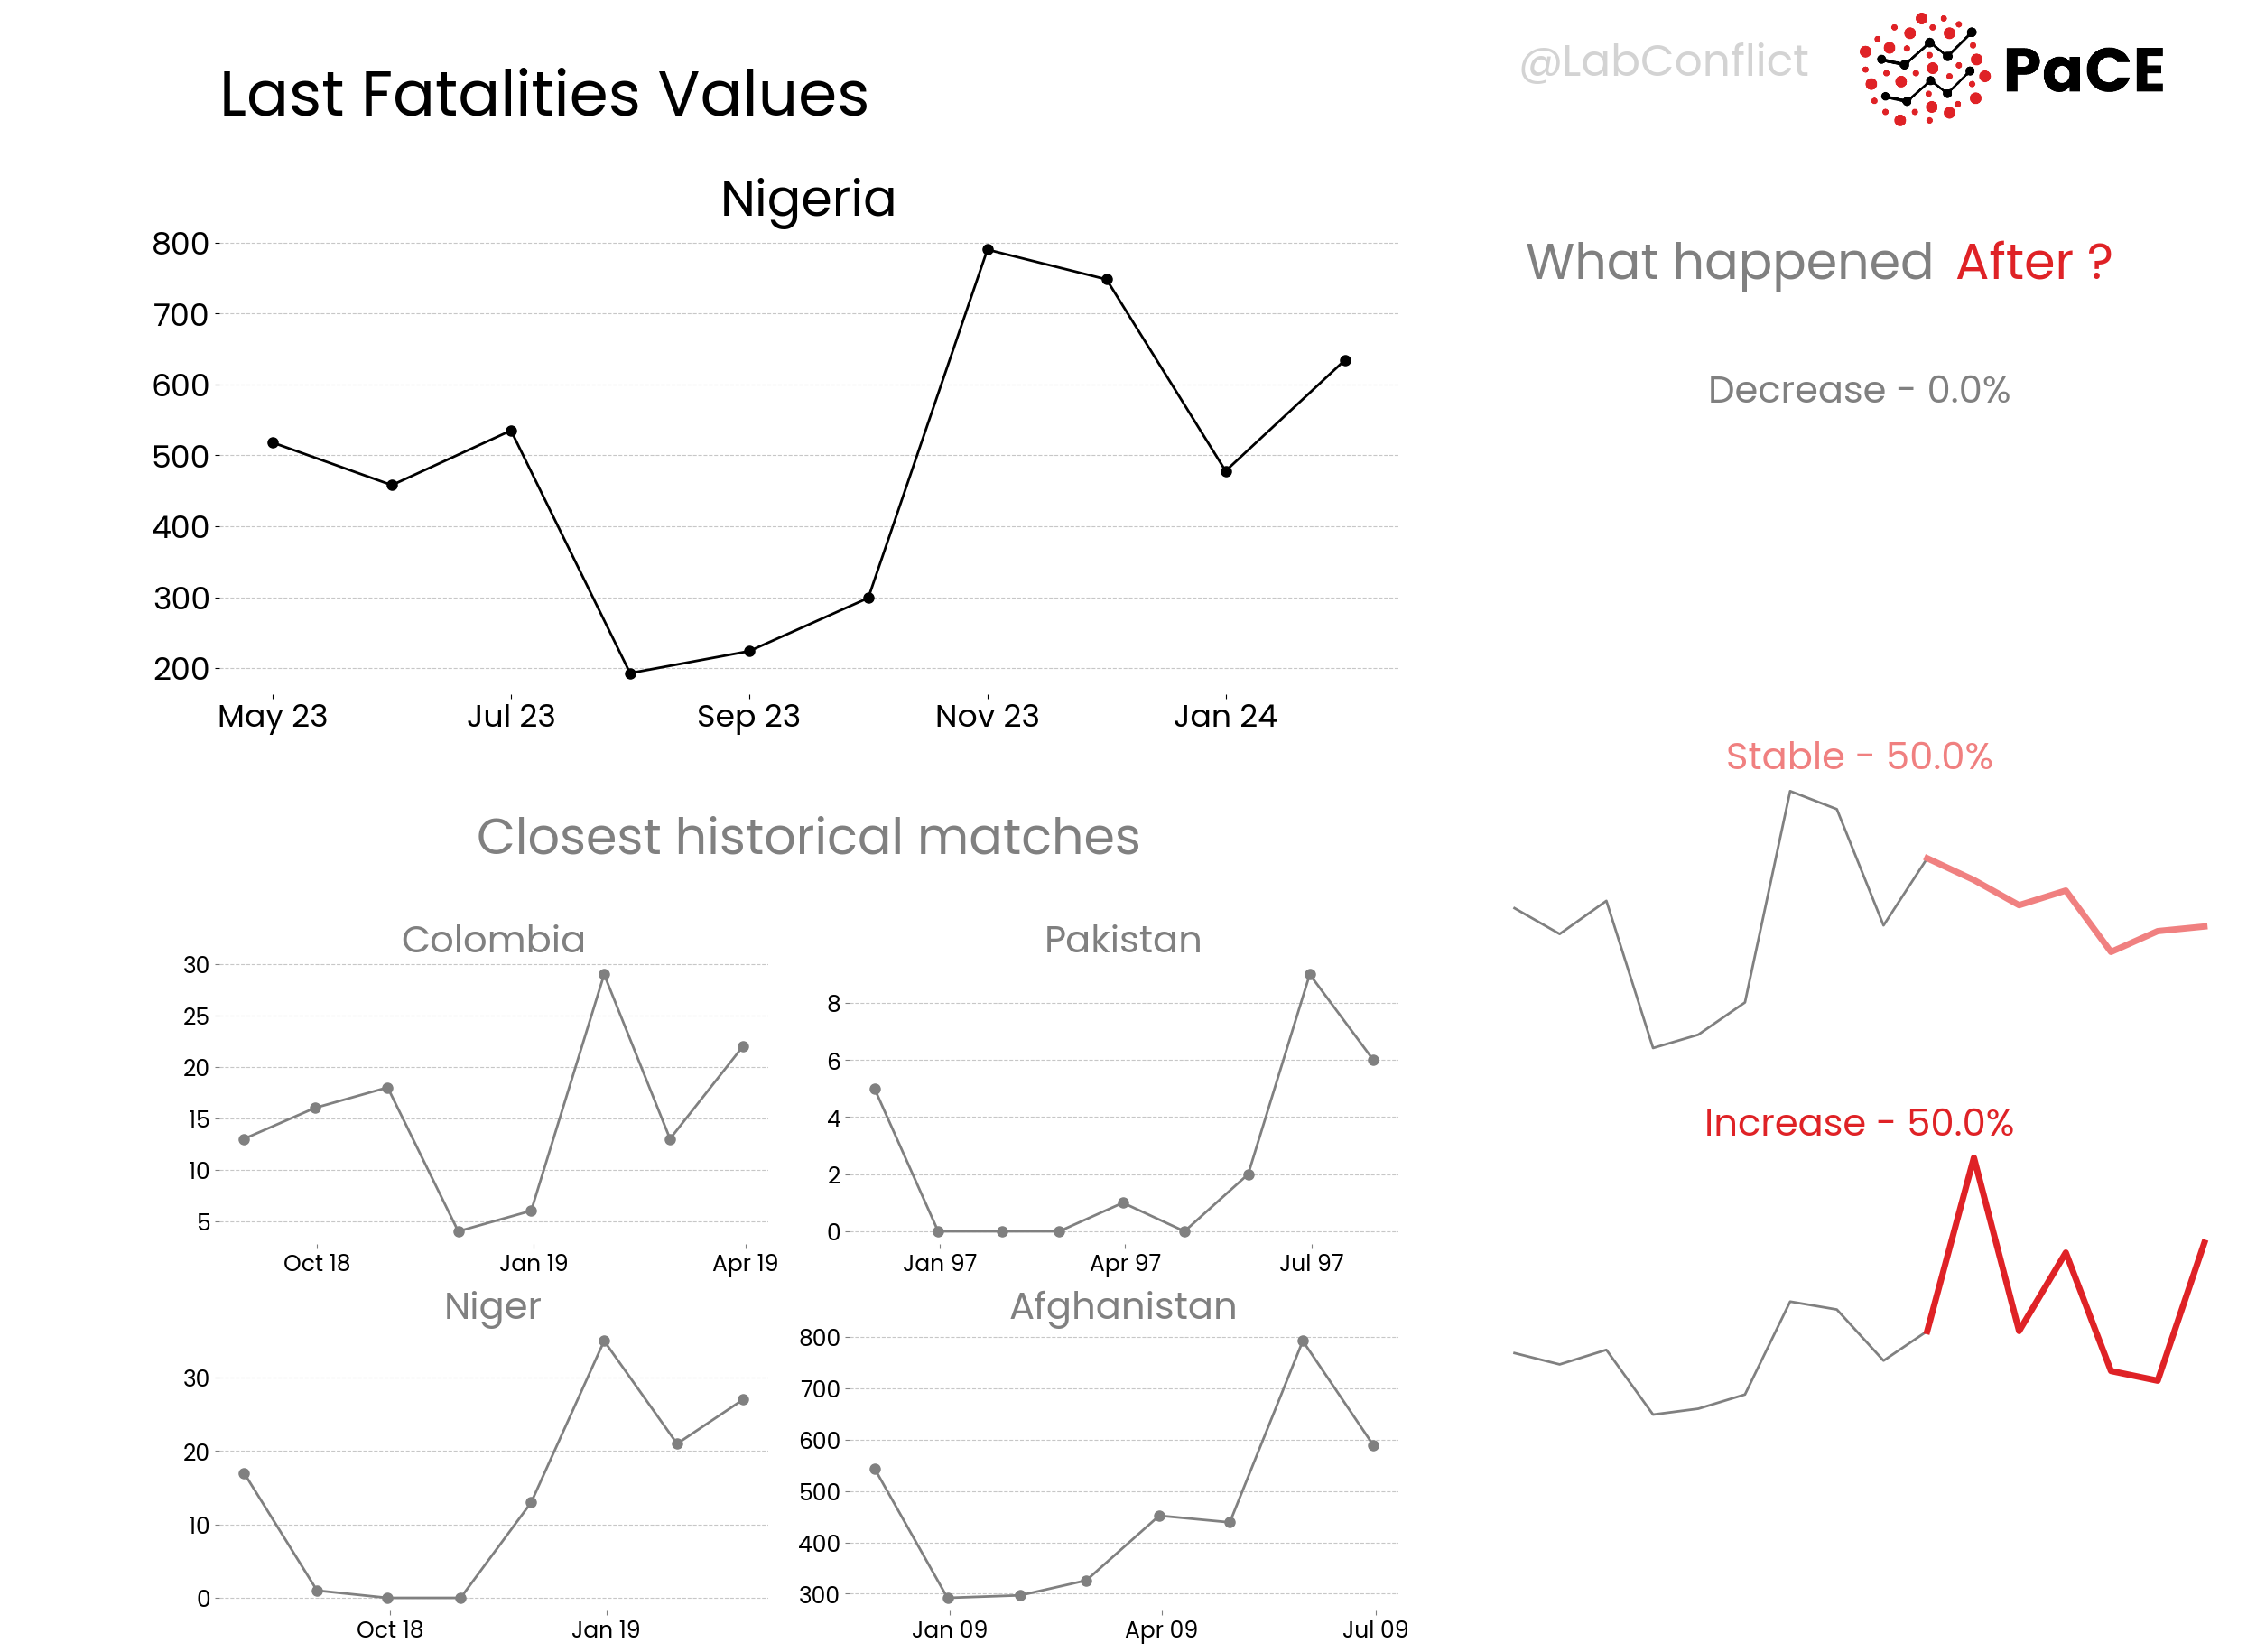 @LabConflict
PaCE
Last Fatalities Values
Nigeria
800
700
600
500
400
300
200
May 23 Jul 23 Sep 23 Nov 23 Jan 24
What happened After ?
Decrease - 0.0%
Stable - 50.0%
Increase - 50.0%
Closest historical matches
Colombia
30
25
20
15
10
5
Oct 18 Jan 19 Apr 19
Pakistan
8
6
4
2
0
Jan 97 Apr 97 Jul 97
Niger
30
20
10
0
Oct 18 Jan 19
Afghanistan
800
700
600
500
400
300
Jan 09 Apr 09 Jul 09